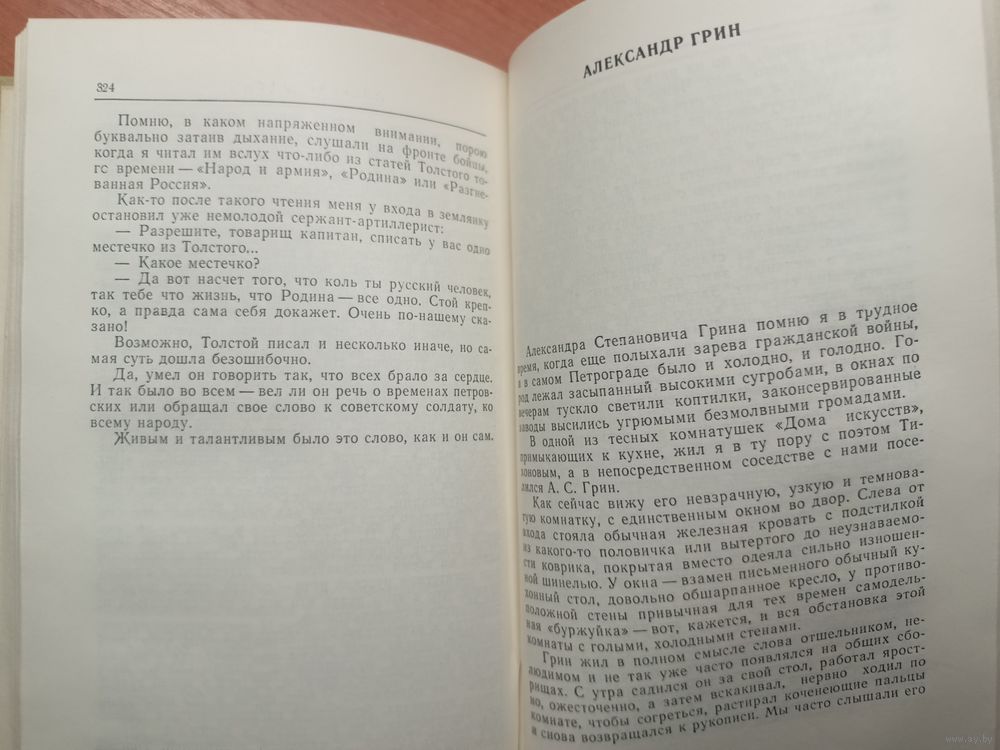 324
Помню, в каком напряженном внимании, порою
буквально затаив дыхание, слушали на фронте бойцы,
когда я читал им вслух что-либо из статей Толстого то-
гс времени — «Народ и армия», «Родина» или «Разгне-
ванная Россия».
Как-то после такого чтения меня у входа в землянку
остановил уже немолодой сержант-артиллерист:
— Разрешите, товарищ капитан, списать у вас одно
местечко из Толстого...
— Какое местечко?
— Да вот насчет того, что коль ты русский человек,
так тебе что жизнь, что Родина — все одно. Стой креп-
ко, а правда сама себя докажет. Очень по-нашему ска-
зано!
Возможно, Толстой писал и несколько иначе, но са-
мая суть дошла безошибочно.
Да, умел он говорить так, что всех брало за сердце.
И так было во всем — вел ли он речь о временах петров-
ских или обращал свое слово к советскому солдату, ко
всему народу.
Живым и талантливым было это слово, как и он сам.
АЛЕКСАНДР ГРИН
Александра Степановича Грина помню я в трудное
время, когда еще полыхали зарева гражданской войны,
а в самом Петрограде было и холодно, и голодно. Го-
род лежал засыпанный высокими сугробами, в окнах по
вечерам тускло светили коптилки, законсервированные
заводы высились угрюмыми безмолвными громадами.
В одной из тесных комнатушек «Дома искусств»,
примыкающих к кухне, жил я в ту пору с поэтом Ти-
хоновым, а в непосредственном соседстве с нами посе-
лился А. С. Грин.
Как сейчас вижу его невзрачную, узкую и темнова-
тую комнатку, с единственным окном во двор. Слева от
входа стояла обычная железная кровать с подстилкой
из какого-то половичка или вытертого до неузнаваемо-
сти коврика, покрытая вместо одеяла сильно изношен-
ной шинелью. У окна — взамен письменного обычный ку-
хонный стол, довольно обшарпанное кресло, у противо-
положной стены привычная для тех времен самодель-
ная «буржуйка» — вот, кажется, и вся обстановка этой
комнаты с голыми, холодными стенами.
Грин жил в полном смысле слова отшельником, не-
людимом и не так уже часто появлялся на общих сбо-
рищах. С утра садился он за свой стол, работал ярост-
но, ожесточенно, а затем вскакивал, нервно ходил по
комнате, чтобы согреться, растирал коченеющие пальцы
и снова возвращался к рукописи. Мы часто слышали его
www.ay.by